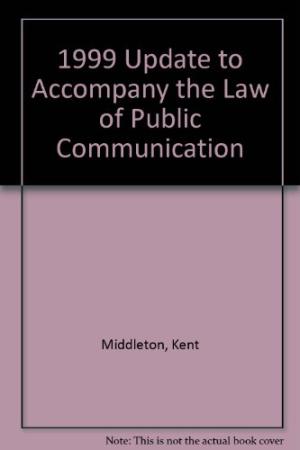 1999 Update to
Accompany the Law
of Public
Communication
Middleton, Kent
Note: This is not the actual book cover